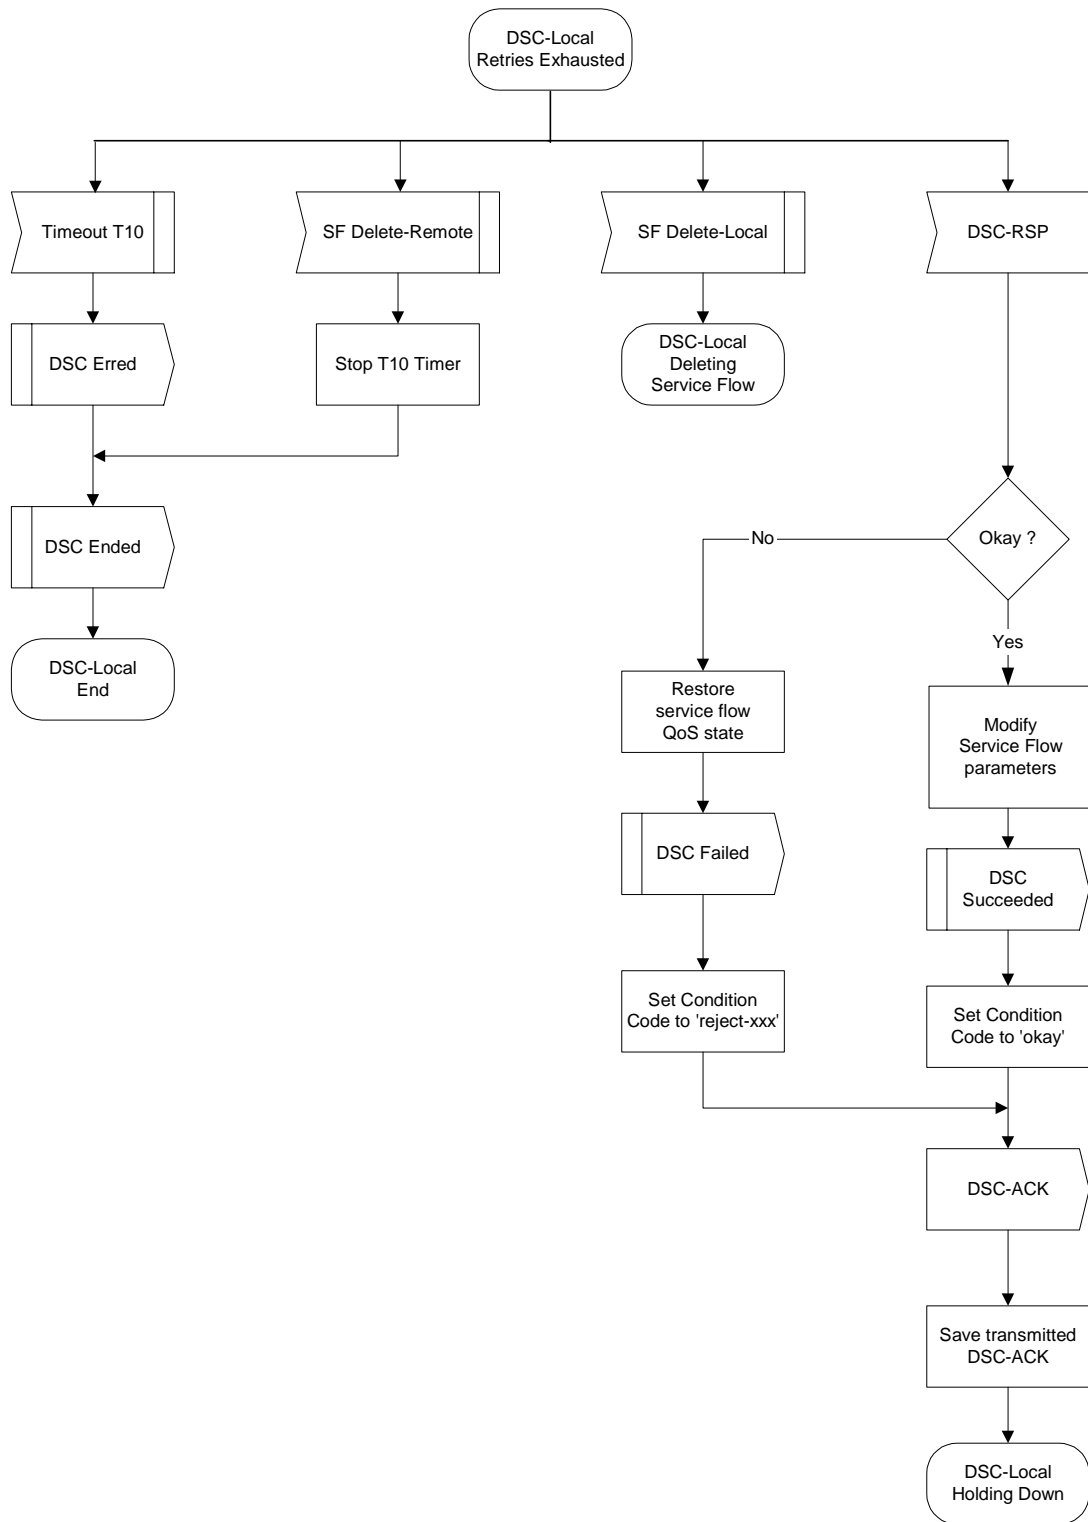 DSC-Local
Retries Exhausted
Timeout T10
SF Delete-Remote
SF Delete-Local
DSC-RSP
DSC Erred
Stop T10 Timer
DSC-Local
Deleting
Service Flow
DSC Ended
No
Okay ?
Yes
DSC-Local
End
Restore
service flow
QoS state
Modify
Service Flow
parameters
DSC Failed
DSC
Succeeded
Set Condition
Code to 'reject-xxx'
Set Condition
Code to 'okay'
DSC-ACK
Save transmitted
DSC-ACK
DSC-Local
Holding Down